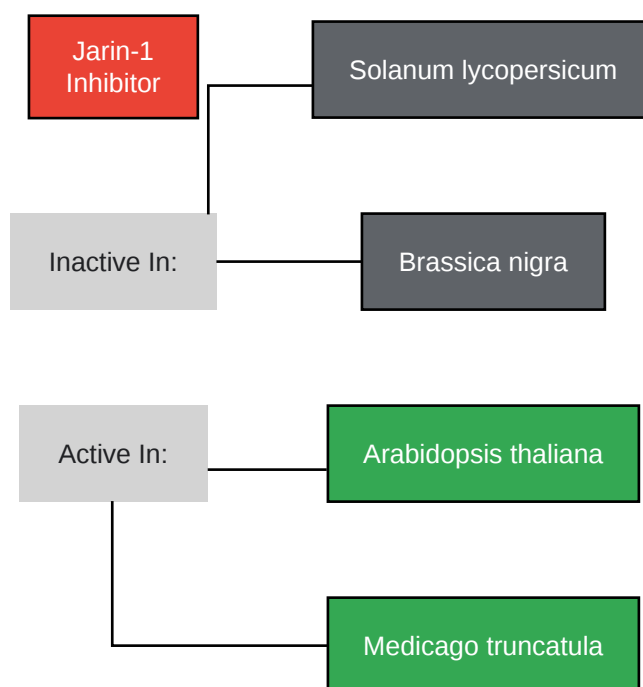 Jarin-1
Inhibitor
Solanum lycopersicum
Inactive In:
Brassica nigra
Active In:
Arabidopsis thaliana
Medicago truncatula